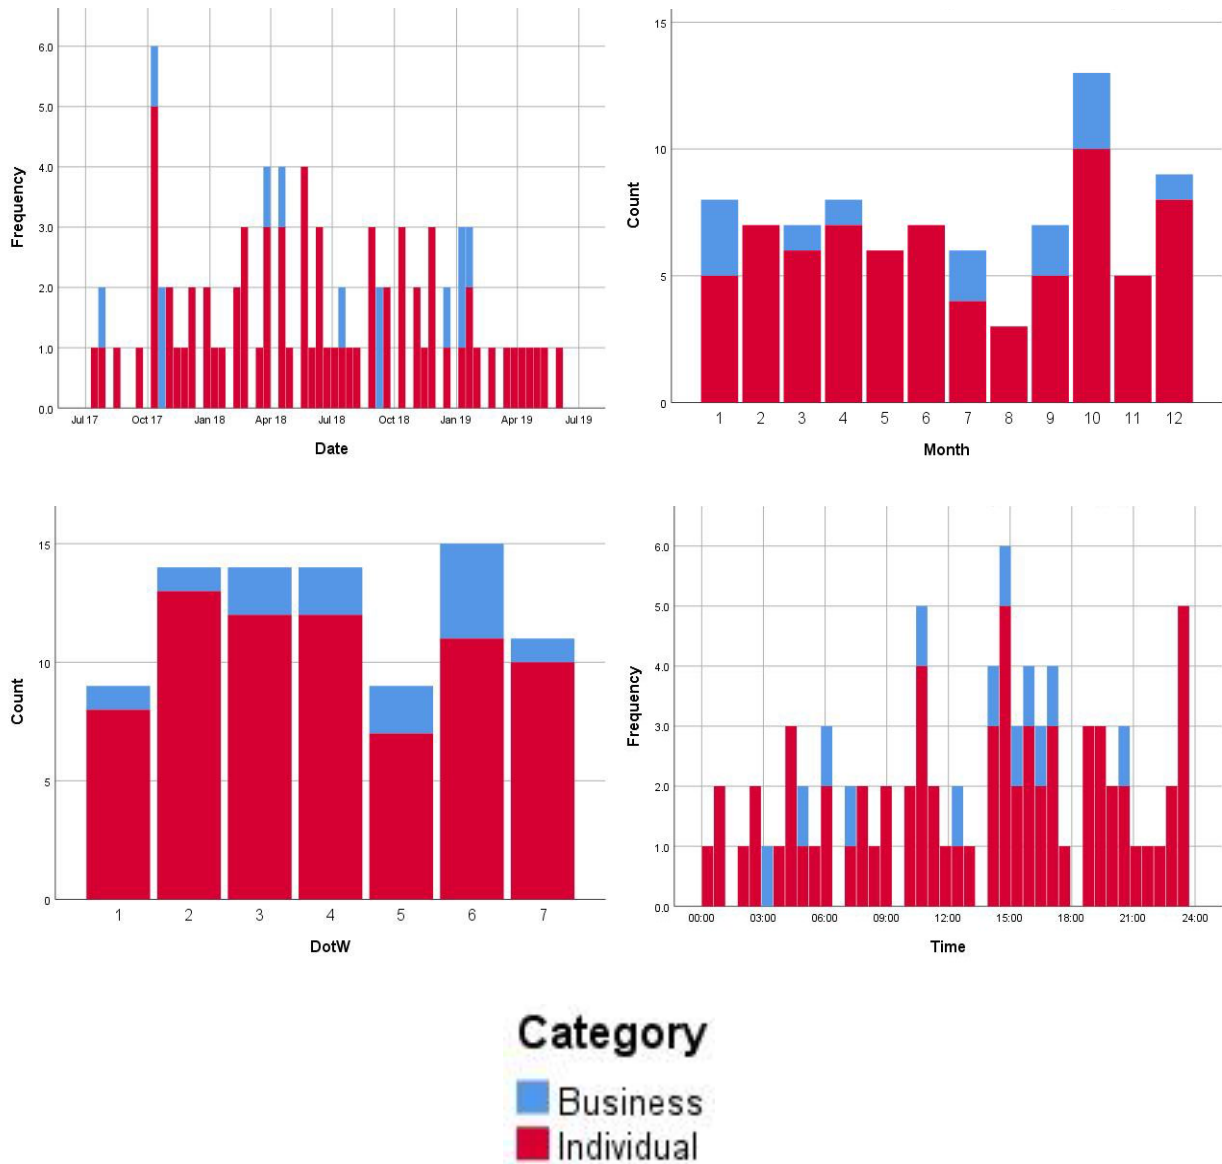 6.0
5.0
4.0
3.0
2.0
1.0
0.0
Frequency
Jul 17 Oct 17 Jan 18 Apr 18 Jul 18 Oct 18 Jan 19 Apr 19 Jul 19
Date
15
10
5
0
Count
1 2 3 4 5 6 7 8 9 10 11 12
Month
15
10
5
0
Count
1 2 3 4 5 6 7
DotW
6.0
5.0
4.0
3.0
2.0
1.0
0.0
Frequency
00:00 03:00 06:00 09:00 12:00 15:00 18:00 21:00 24:00
Time
Category
Business
Individual